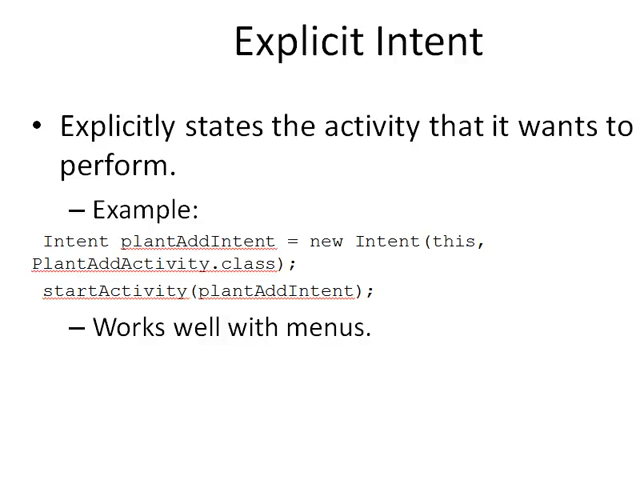 Explicit Intent
• Explicitly states the activity that it wants to
perform.
– Example:
Intent plantAddIntent = new Intent(this,
PlantAddActivity.class);
startActivity(plantAddIntent);
– Works well with menus.